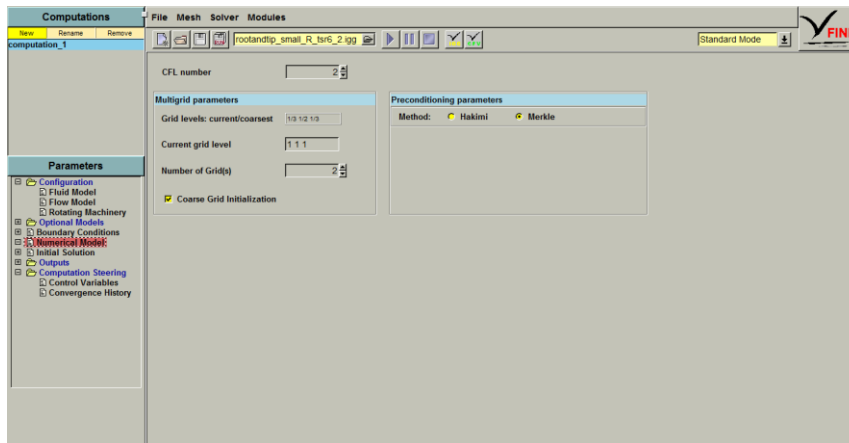 Computations
New Rename Remove
computation_1
File Mesh Solver Modules
rootandtip_small_R_tsr6_2.igg
Standard Mode
FIN
CFL number 2
Multigrid parameters
Grid levels: current/coarsest 1/3 1/2 1/3
Current grid level 1 1 1
Number of Grid(s) 2
Coarse Grid Initialization
Preconditioning parameters
Method: Hakimi Merkle
Parameters
Configuration
Fluid Model
Flow Model
Rotating Machinery
Optional Models
Boundary Conditions
Numerical Model
Initial Solution
Outputs
Computation Steering
Control Variables
Convergence History